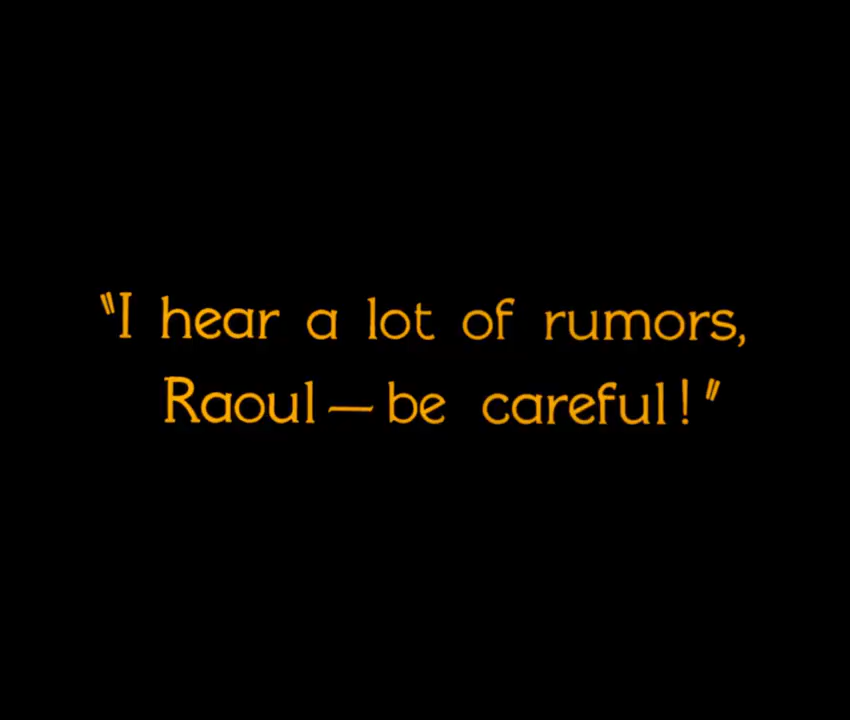 "I hear a lot of rumors,
Raoul — be careful!"